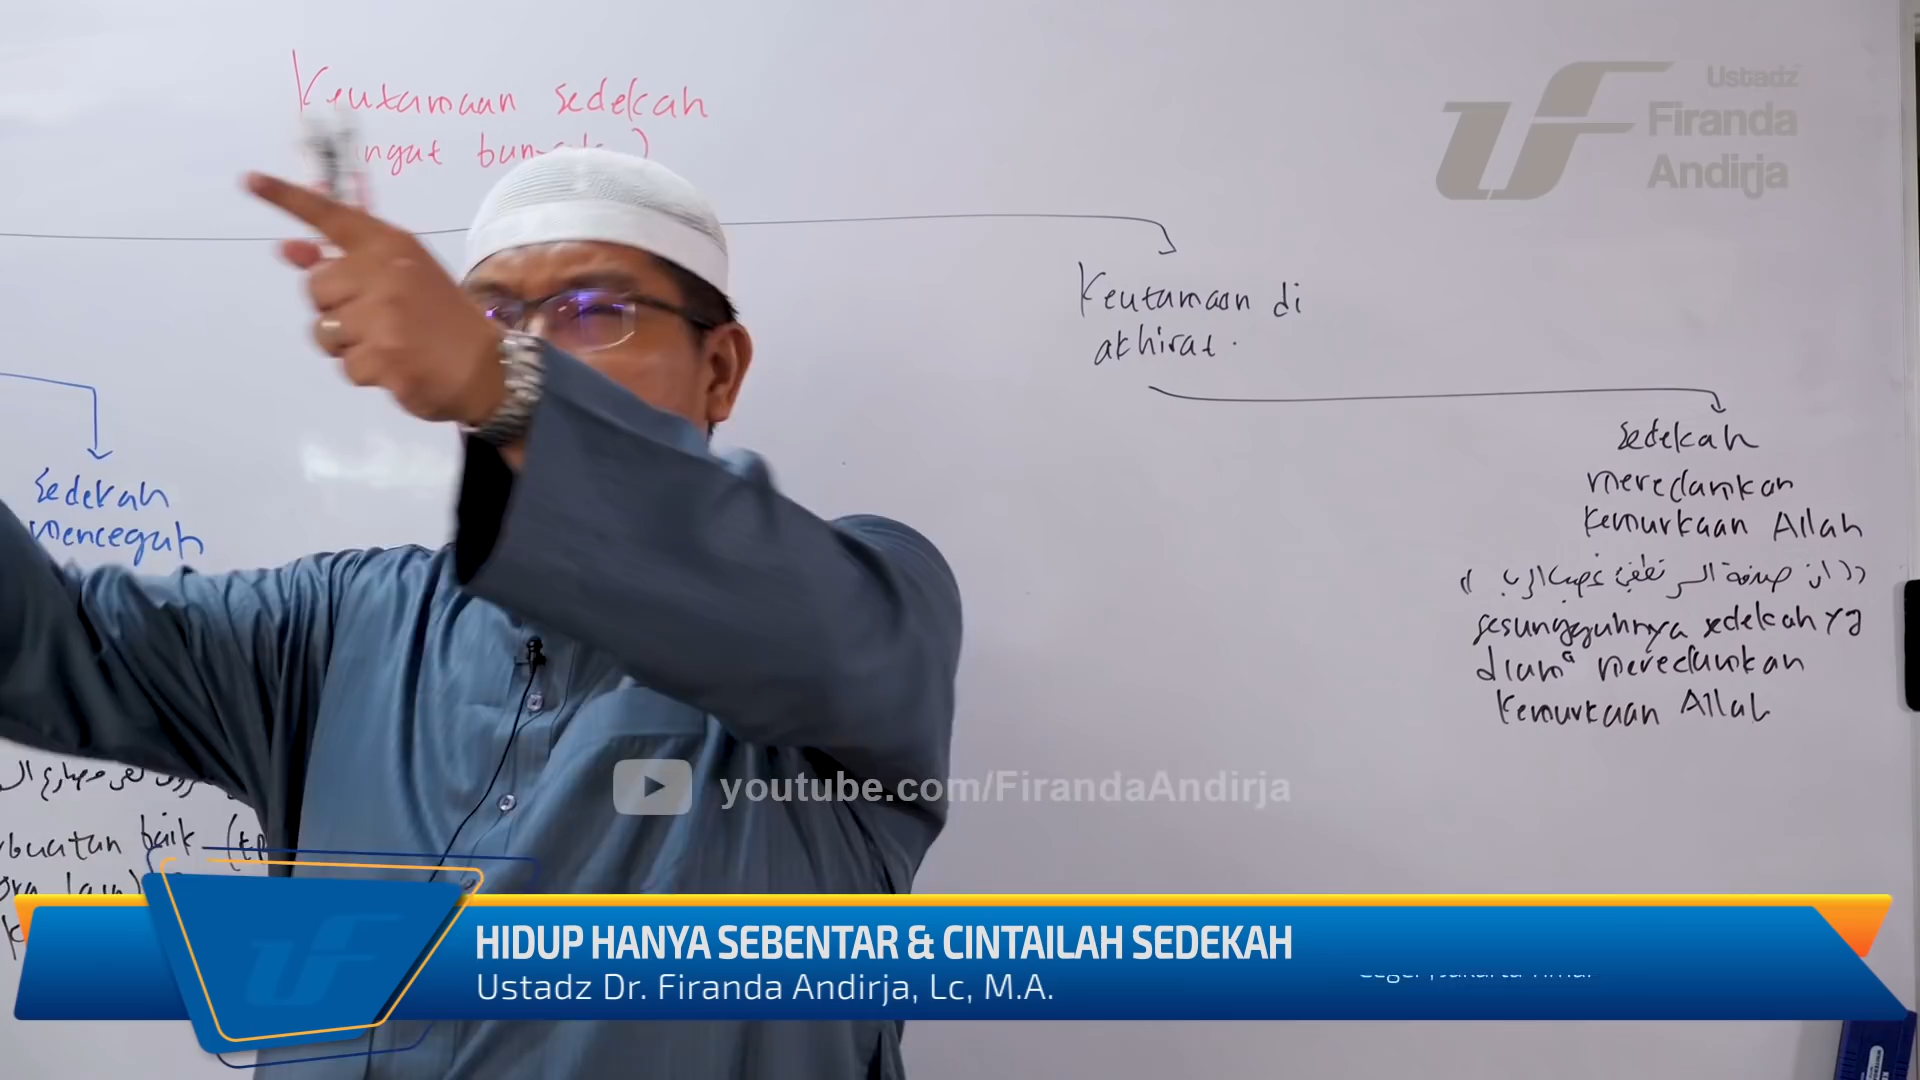 Keutamaan sedekah
Ustadz
Firanda
Andirja
Keutamaan di
akhirat.
sedekah
meredamkan
kemurkaan Allah
(( ان صدقة السر تطفئ غضب الرب ))
sesungguhnya sedekah yg
diam² meredamkan
kemurkaan Allah
sedekah
mencegah
baik
youtube.com/FirandaAndirja
HIDUP HANYA SEBENTAR & CINTAILAH SEDEKAH
Ustadz Dr. Firanda Andirja, Lc, M.A.